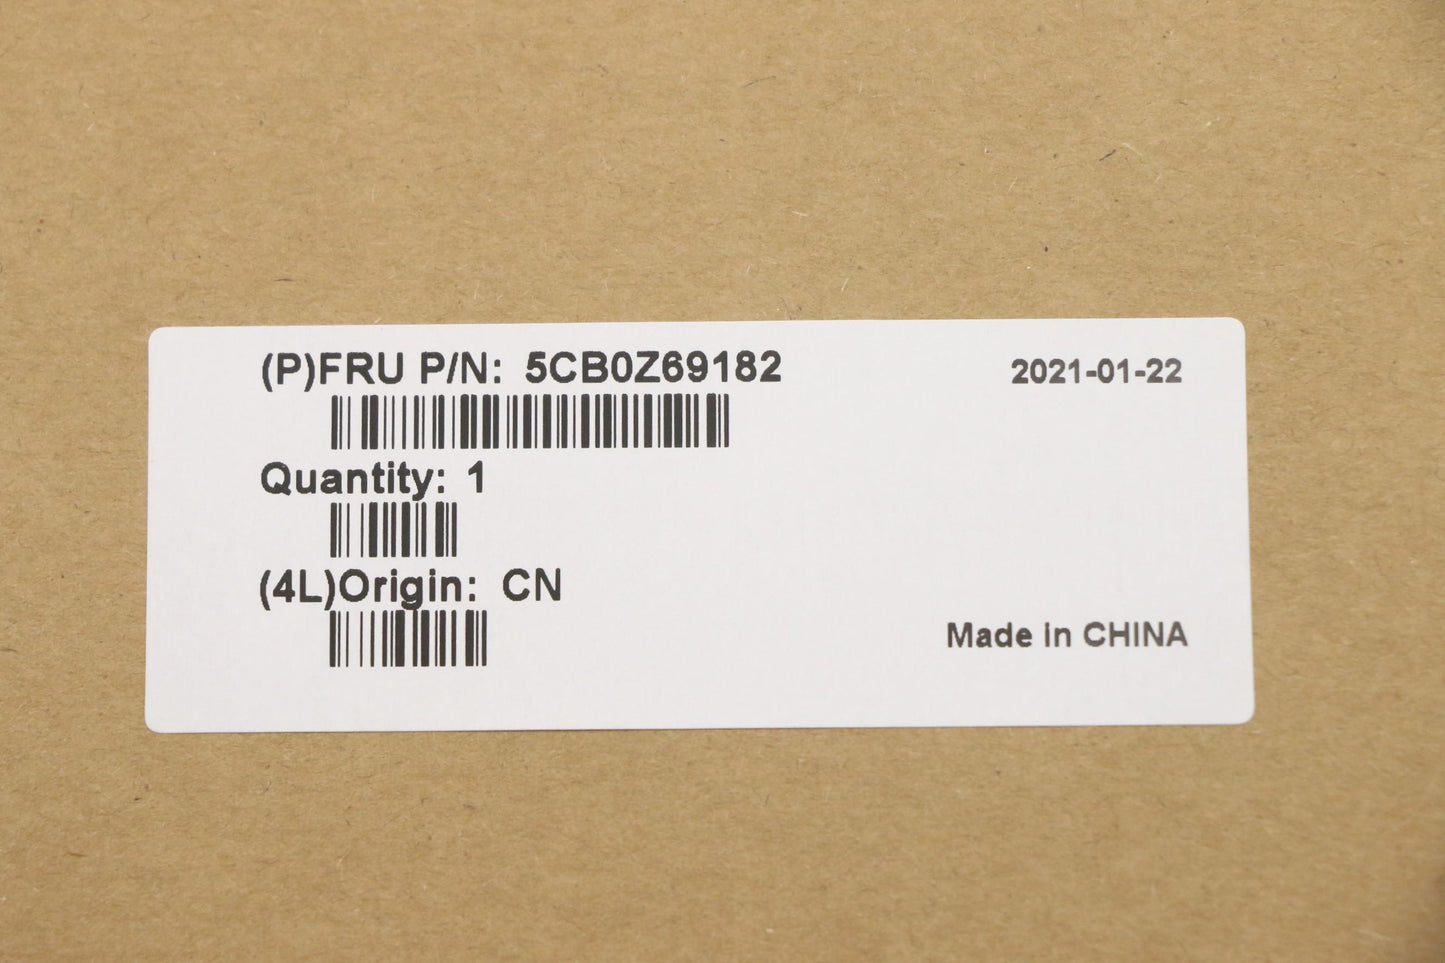 (P)FRU P/N: 5CB0Z69182
2021-01-22
Quantity: 1
(4L)Origin: CN
Made in CHINA